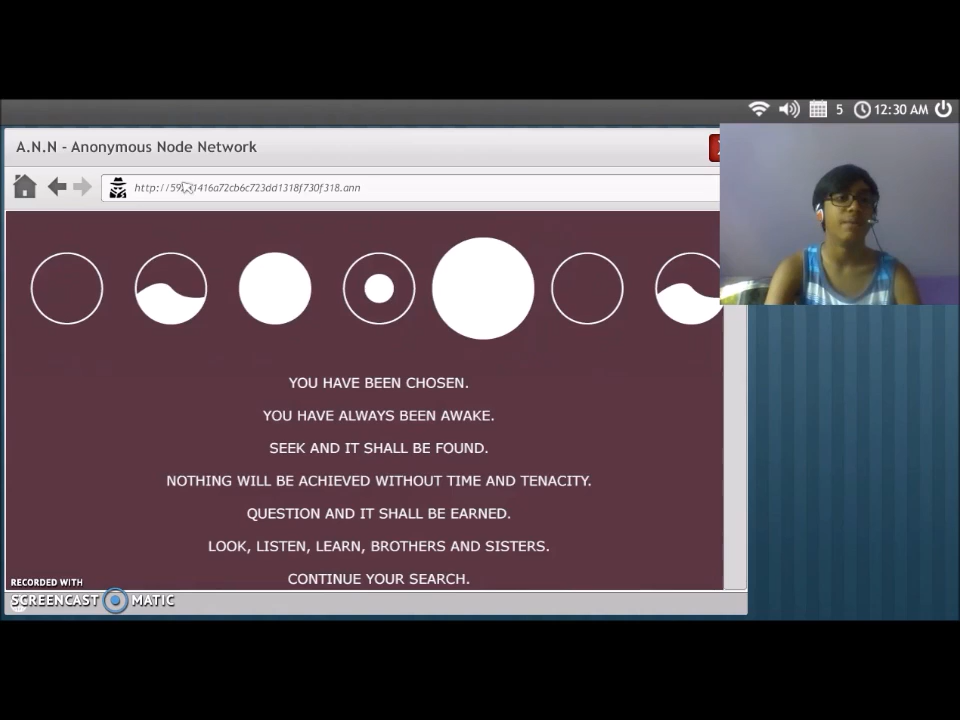 5 12:30 AM
A.N.N - Anonymous Node Network
YOU HAVE BEEN CHOSEN.
YOU HAVE ALWAYS BEEN AWAKE.
SEEK AND IT SHALL BE FOUND.
NOTHING WILL BE ACHIEVED WITHOUT TIME AND TENACITY.
QUESTION AND IT SHALL BE EARNED.
LOOK, LISTEN, LEARN, BROTHERS AND SISTERS.
CONTINUE YOUR SEARCH.
RECORDED WITH
SCREENCAST MATIC